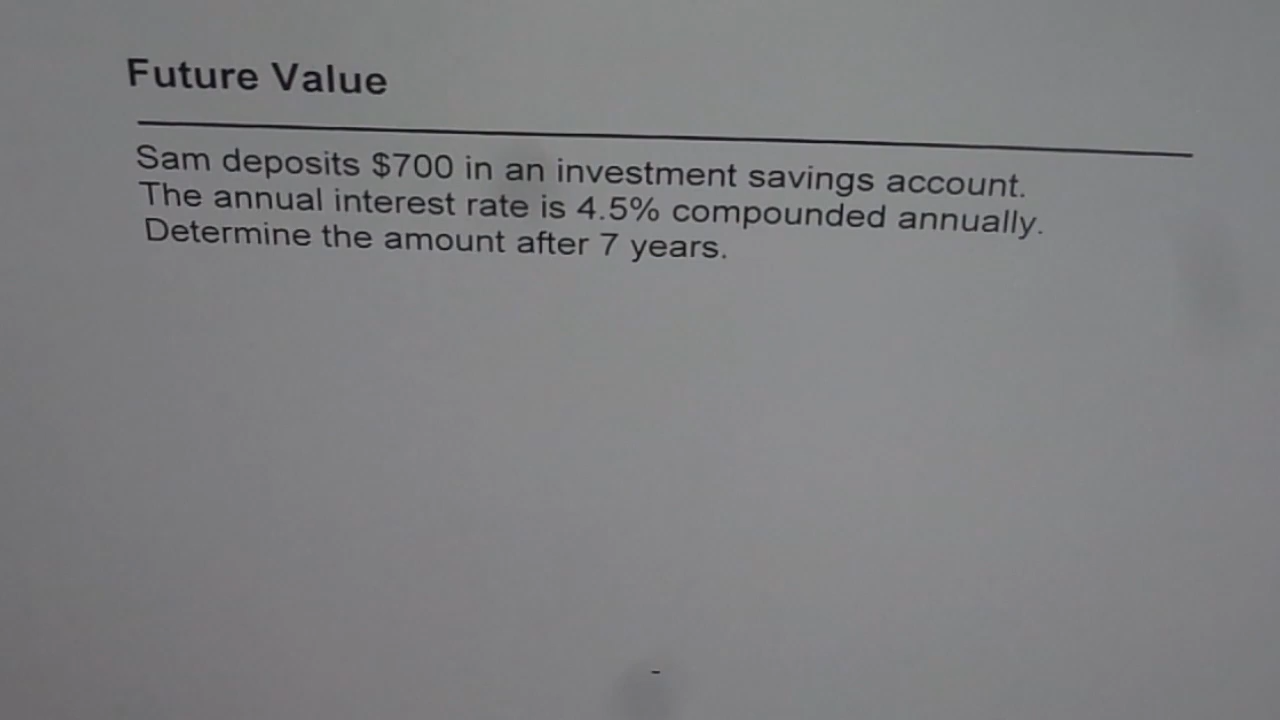 Future Value
Sam deposits $700 in an investment savings account.
The annual interest rate is 4.5% compounded annually.
Determine the amount after 7 years.